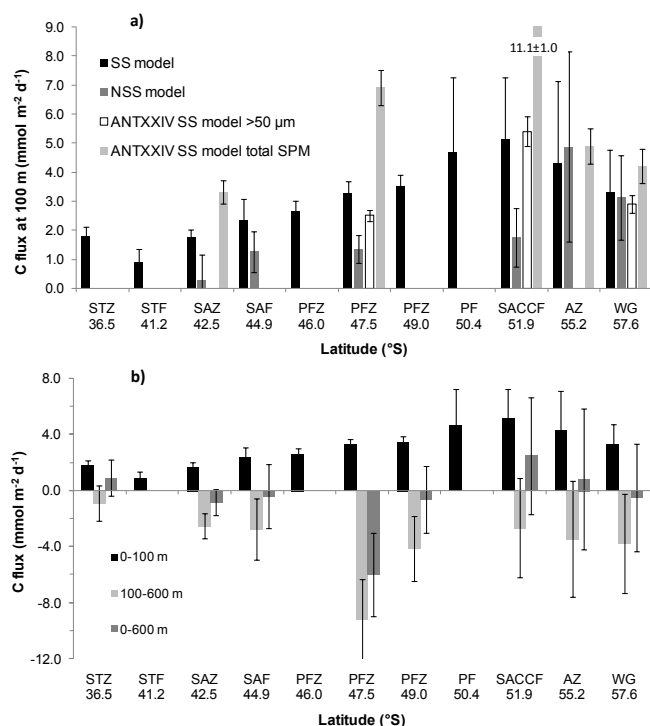 a)
C flux at 100 m (mmol m⁻² d⁻¹)
9.0
8.0
7.0
6.0
5.0
4.0
3.0
2.0
1.0
0.0
SS model
NSS model
ANTXXIV SS model >50 µm
ANTXXIV SS model total SPM
11.1±1.0
STZ STF SAZ SAF PFZ PFZ PFZ PF SACCF AZ WG
36.5 41.2 42.5 44.9 46.0 47.5 49.0 50.4 51.9 55.2 57.6
Latitude (°S)
b)
C flux (mmol m⁻² d⁻¹)
8.0
4.0
0.0
-4.0
-8.0
-12.0
0-100 m
100-600 m
0-600 m
STZ STF SAZ SAF PFZ PFZ PFZ PF SACCF AZ WG
36.5 41.2 42.5 44.9 46.0 47.5 49.0 50.4 51.9 55.2 57.6
Latitude (°S)